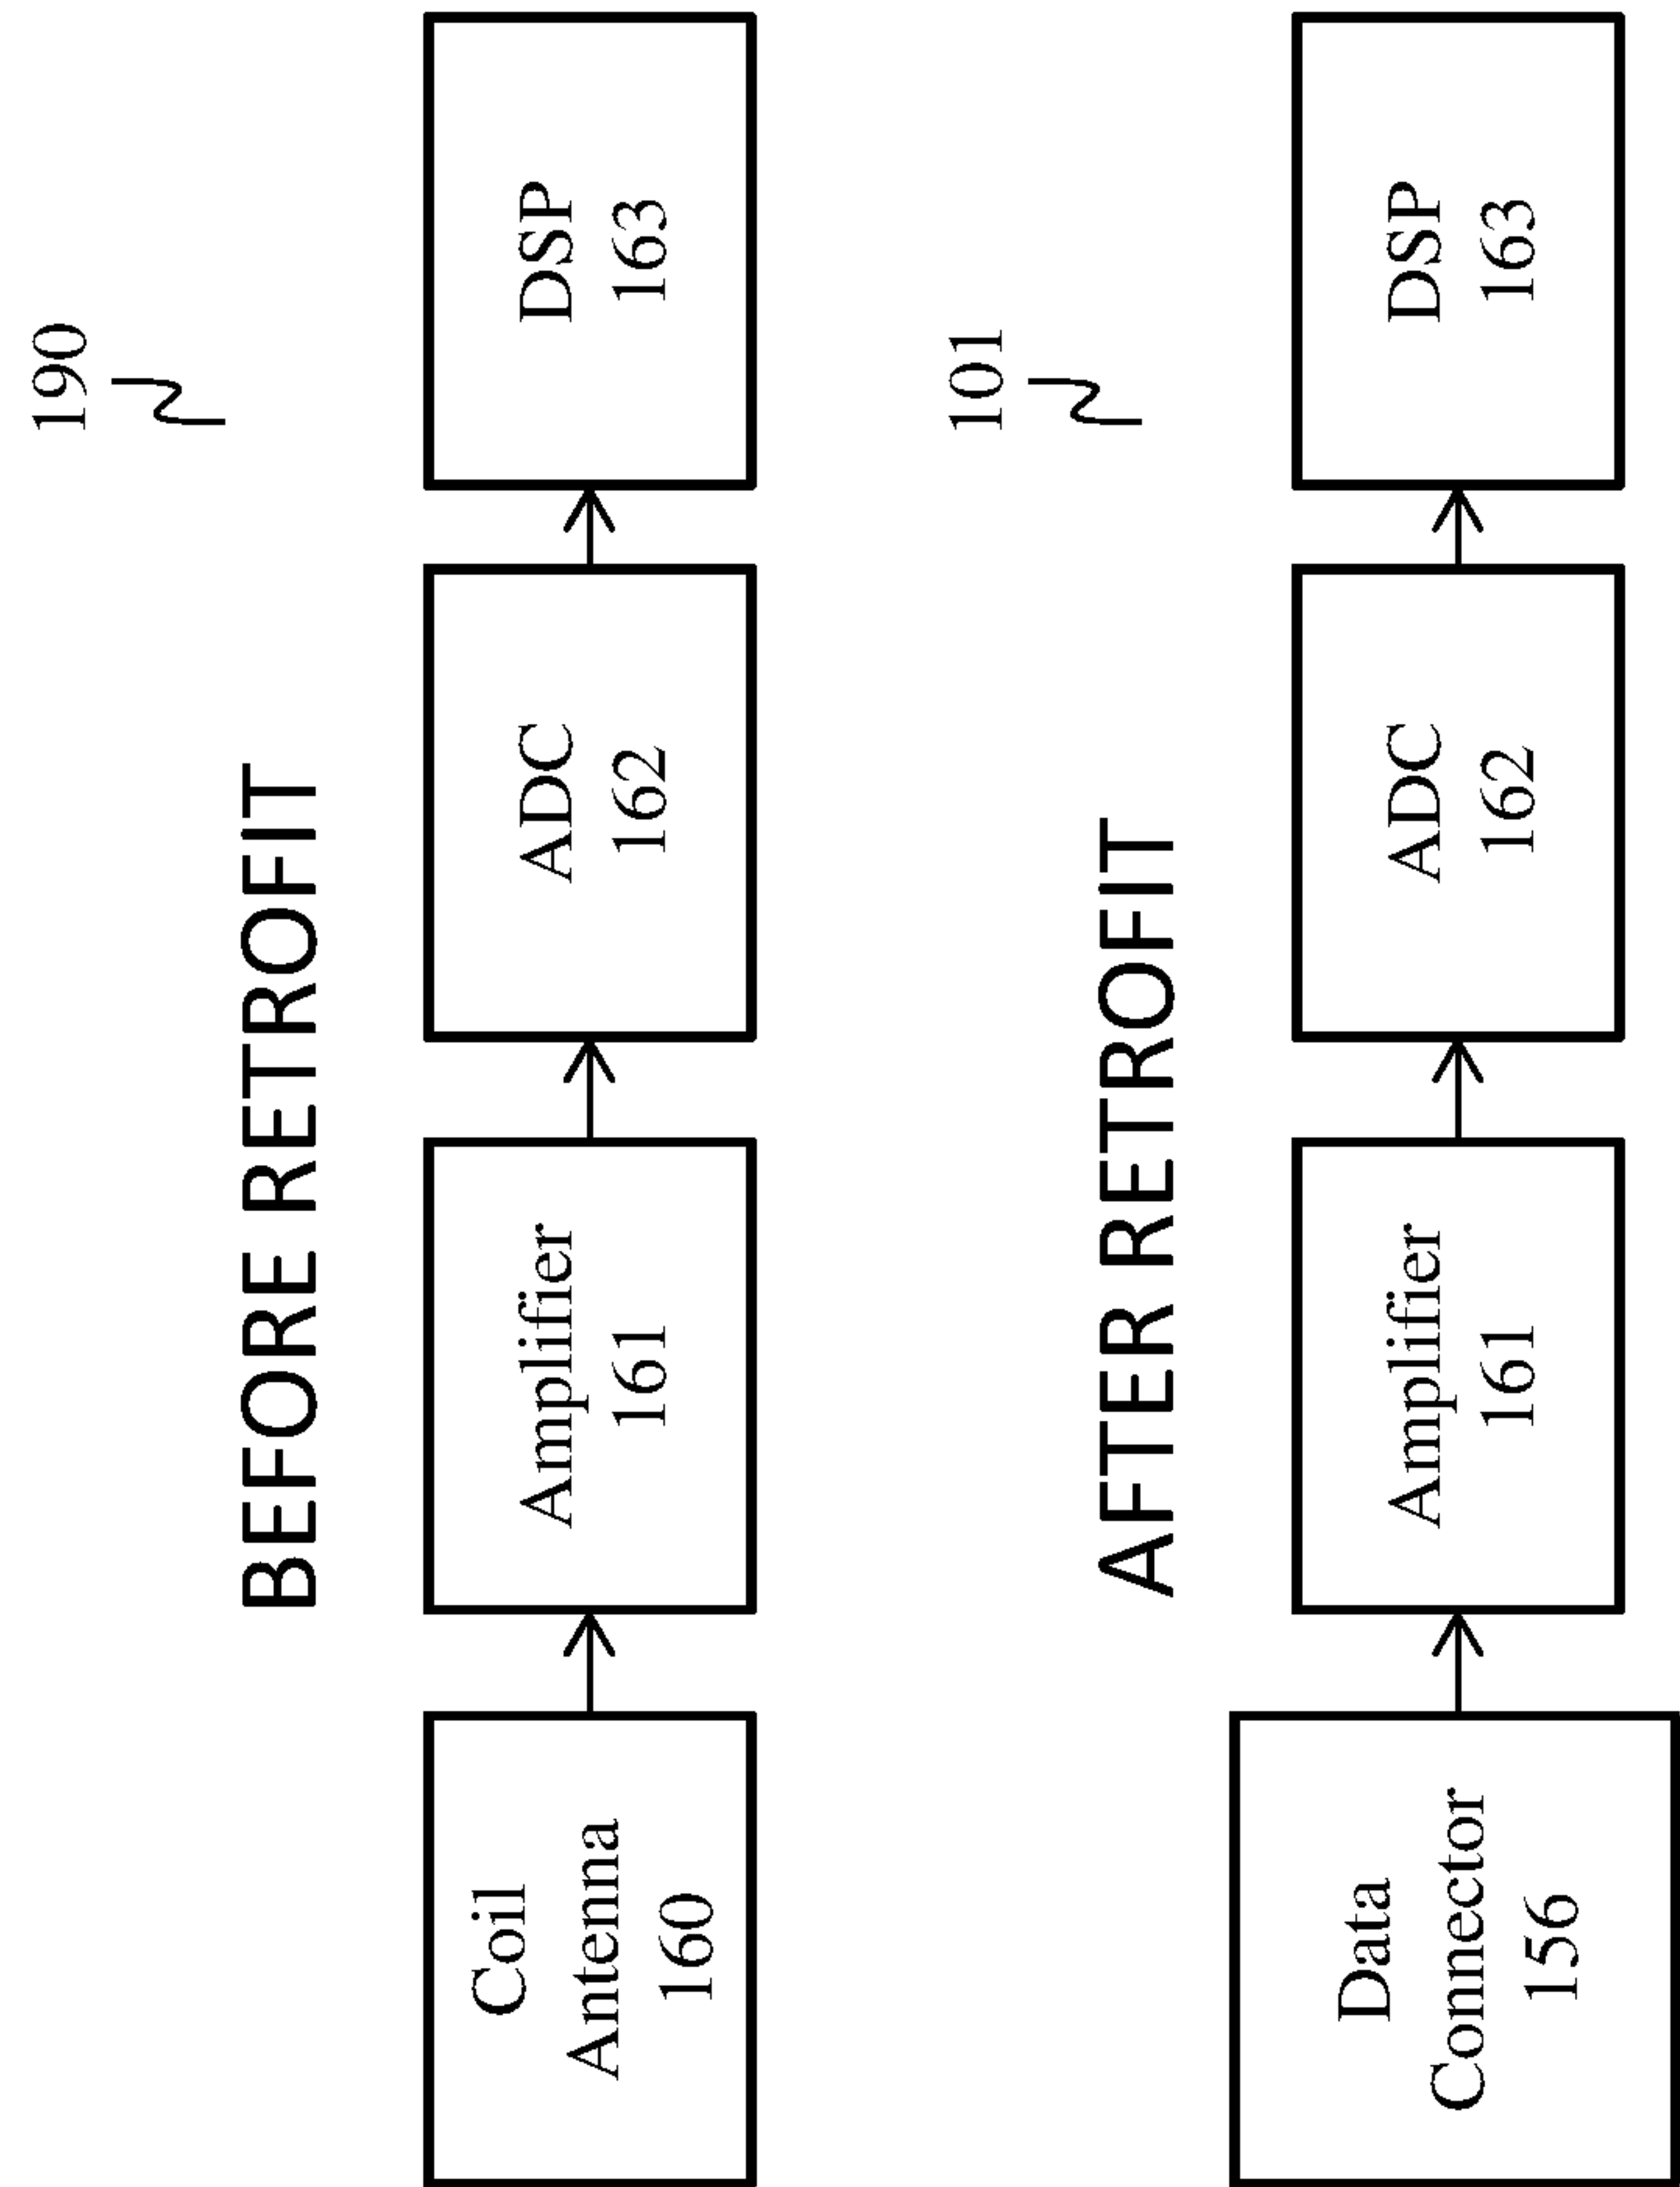 190
BEFORE RETROFIT
Coil
Antenna
160
Amplifier
161
ADC
162
DSP
163
101
AFTER RETROFIT
Data
Connector
156
Amplifier
161
ADC
162
DSP
163